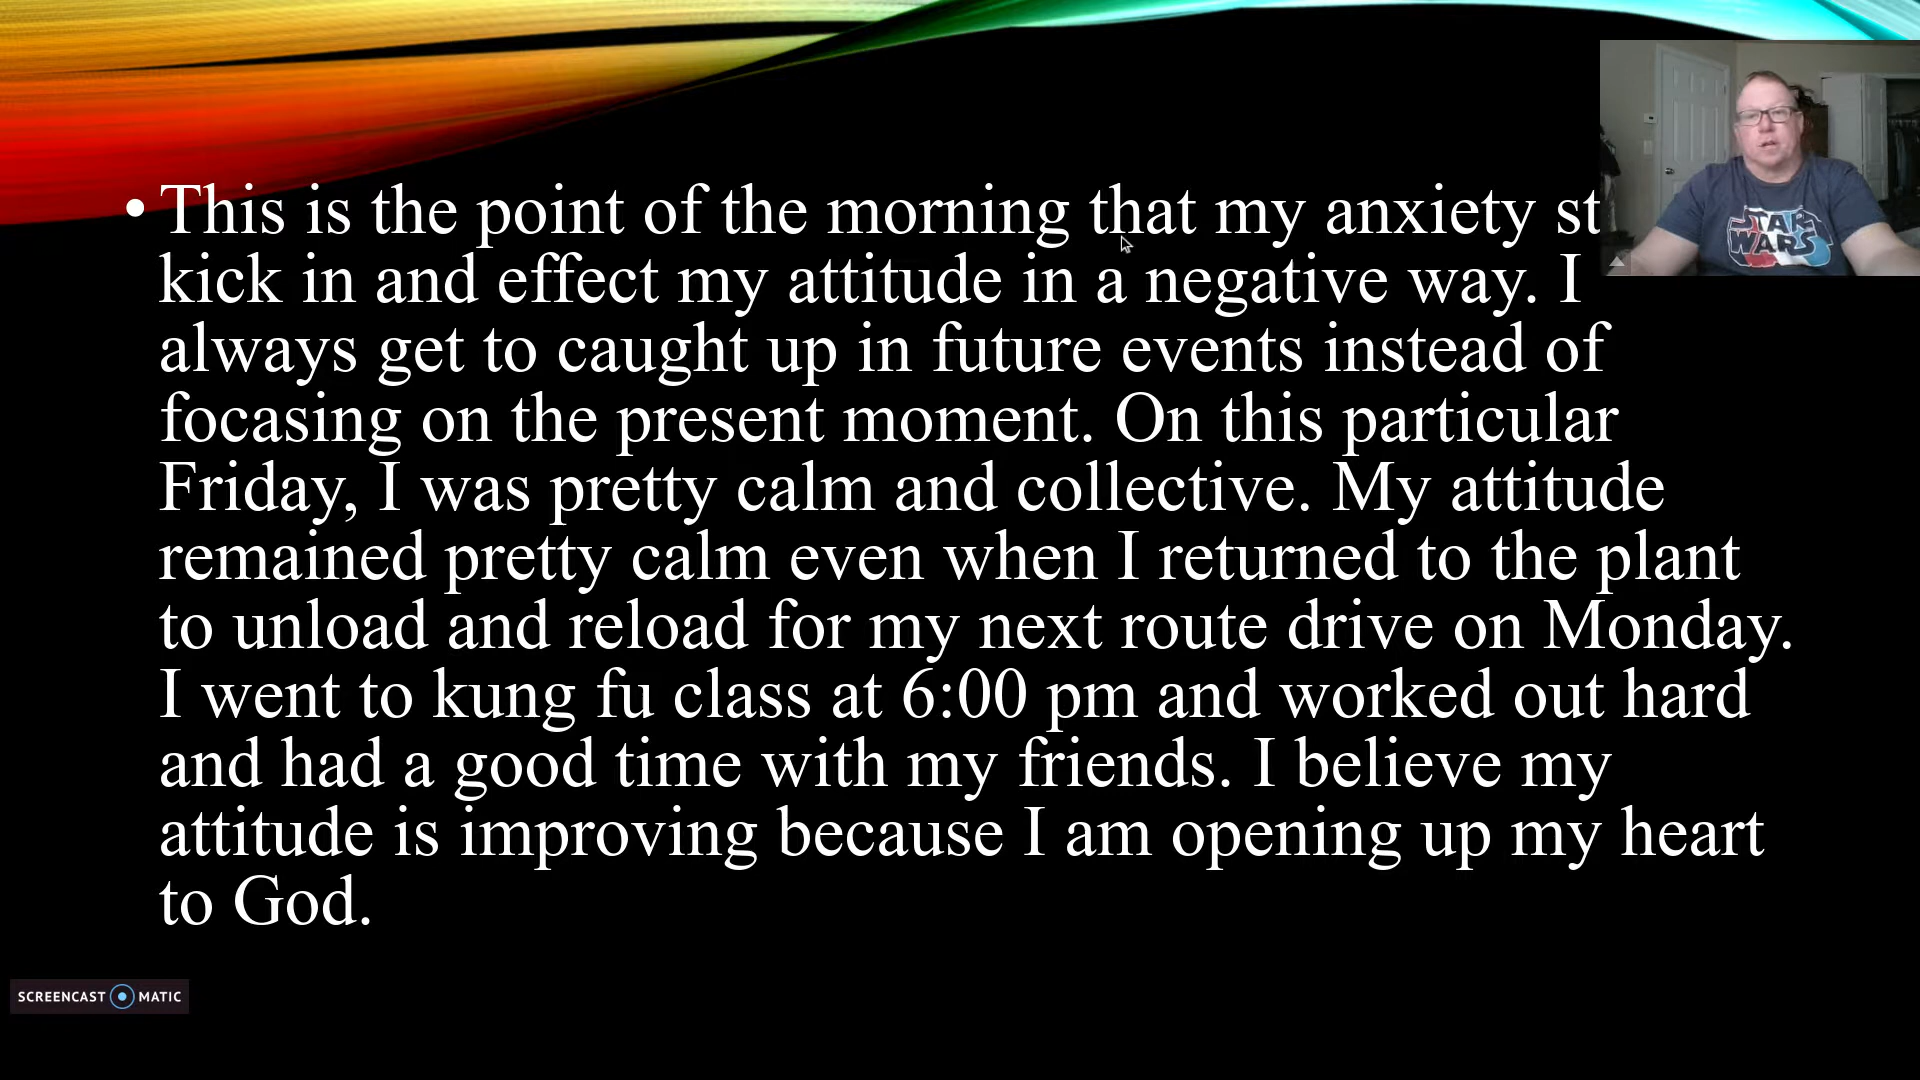 • This is the point of the morning that my anxiety st
kick in and effect my attitude in a negative way. I
always get to caught up in future events instead of
focasing on the present moment. On this particular
Friday, I was pretty calm and collective. My attitude
remained pretty calm even when I returned to the plant
to unload and reload for my next route drive on Monday.
I went to kung fu class at 6:00 pm and worked out hard
and had a good time with my friends. I believe my
attitude is improving because I am opening up my heart
to God.
STAR
WARS
SCREENCAST MATIC